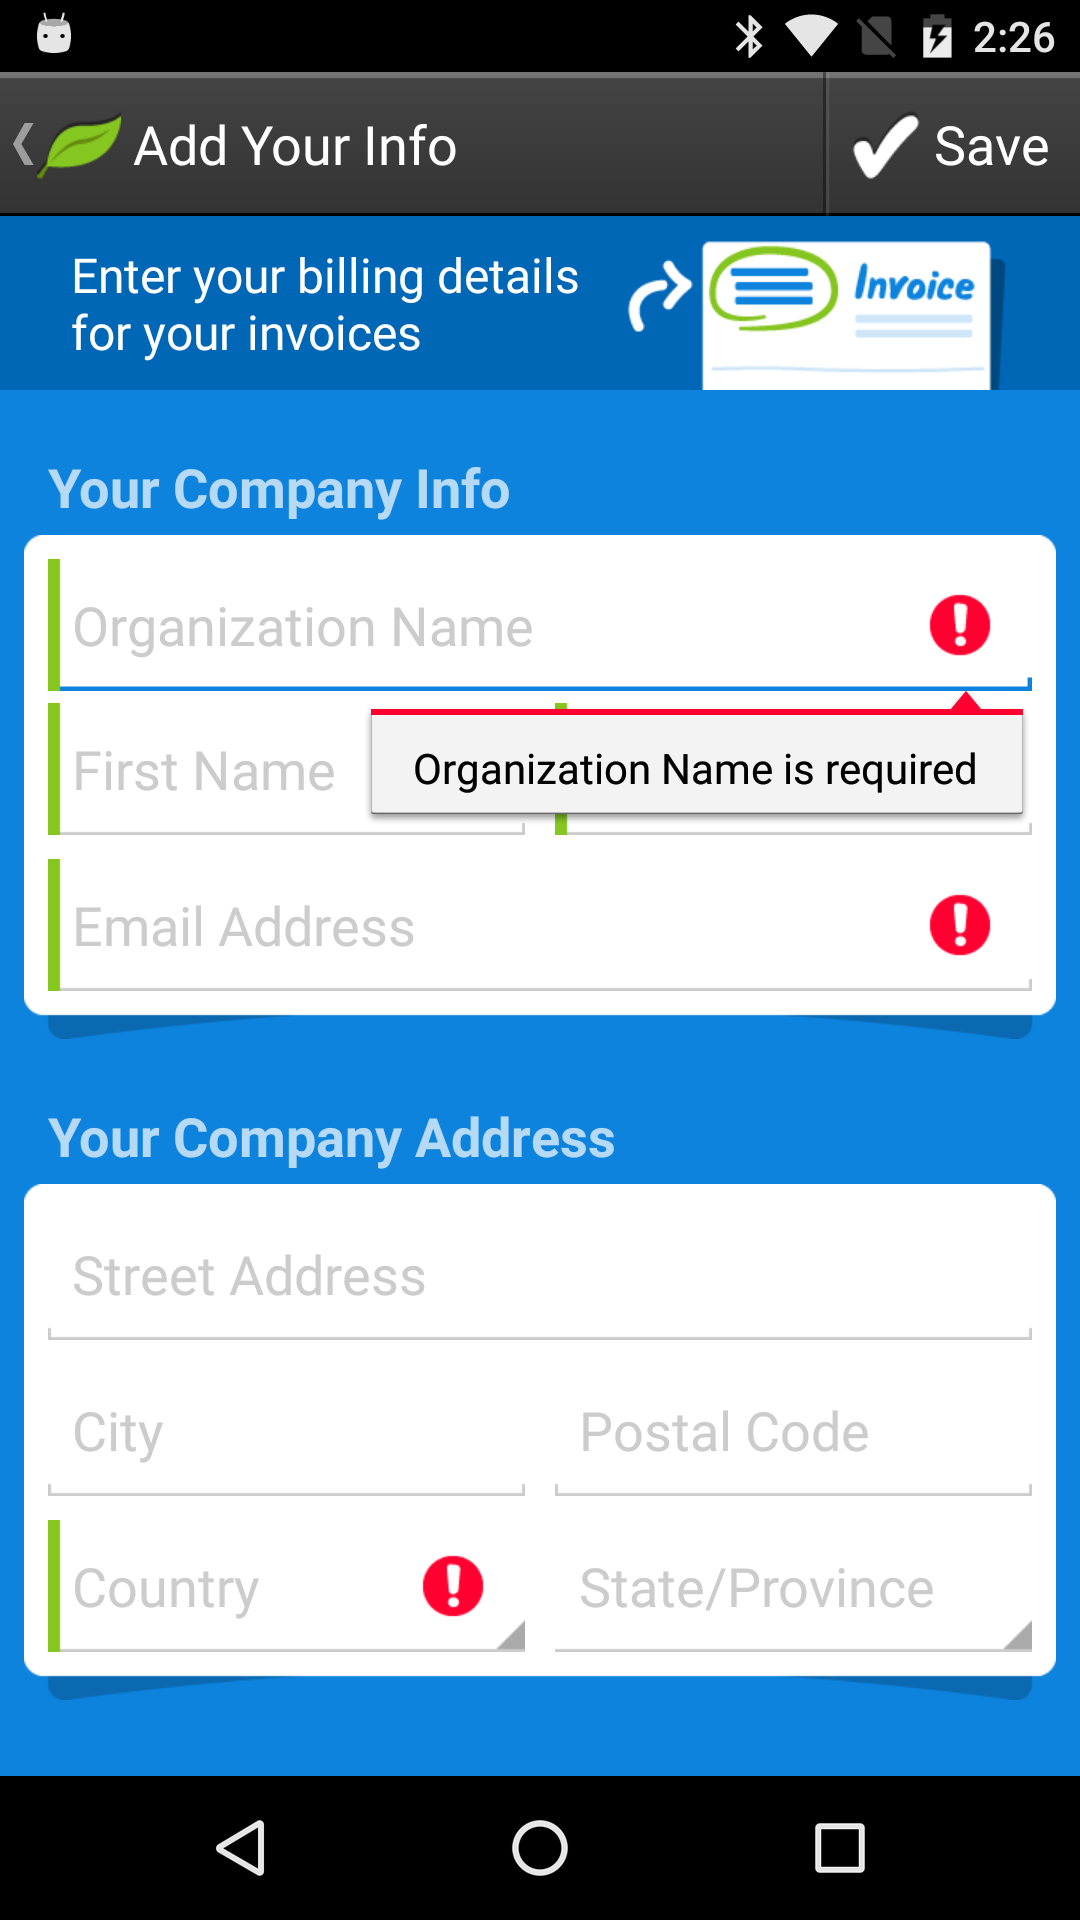 2:26
Add Your Info
Save
Enter your billing details
for your invoices
Invoice
Your Company Info
Organization Name
First Name
Organization Name is required
Email Address
Your Company Address
Street Address
City
Postal Code
Country
State/Province